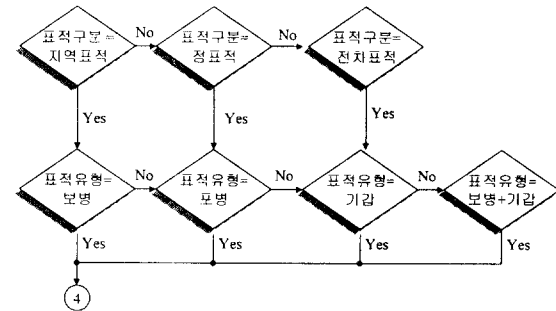 표적구분=
지역표적
No
표적구분=
점표적
No
표적구분=
전차표적
Yes
Yes
Yes
표적유형=
보병
No
표적유형=
포병
No
표적유형=
기갑
No
표적유형=
보병+기갑
Yes
Yes
Yes
Yes
4